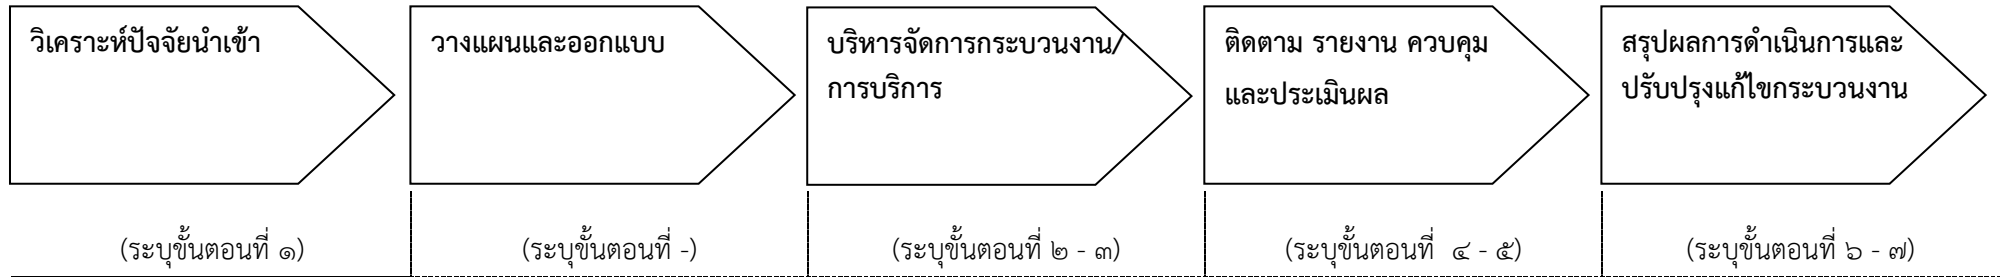 วิเคราะห์ปัจจัยนำเข้า
วางแผนและออกแบบ
บริหารจัดการกระบวนงาน/
การบริการ
ติดตาม รายงาน ควบคุม
และประเมินผล
สรุปผลการดำเนินการและ
ปรับปรุงแก้ไขกระบวนงาน
(ระบุขั้นตอนที่ ๑)
(ระบุขั้นตอนที่ -)
(ระบุขั้นตอนที่ ๒ - ๓)
(ระบุขั้นตอนที่ ๔ - ๕)
(ระบุขั้นตอนที่ ๖ - ๗)